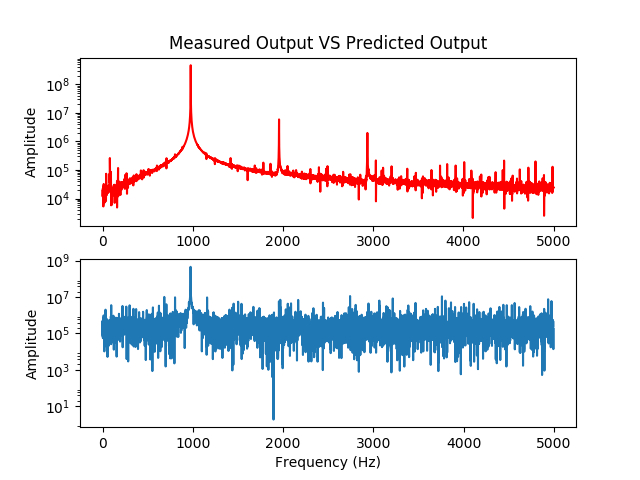 Measured Output VS Predicted Output
Amplitude
10⁸
10⁷
10⁶
10⁵
10⁴
0 1000 2000 3000 4000 5000
Amplitude
10⁹
10⁷
10⁵
10³
10¹
0 1000 2000 3000 4000 5000
Frequency (Hz)